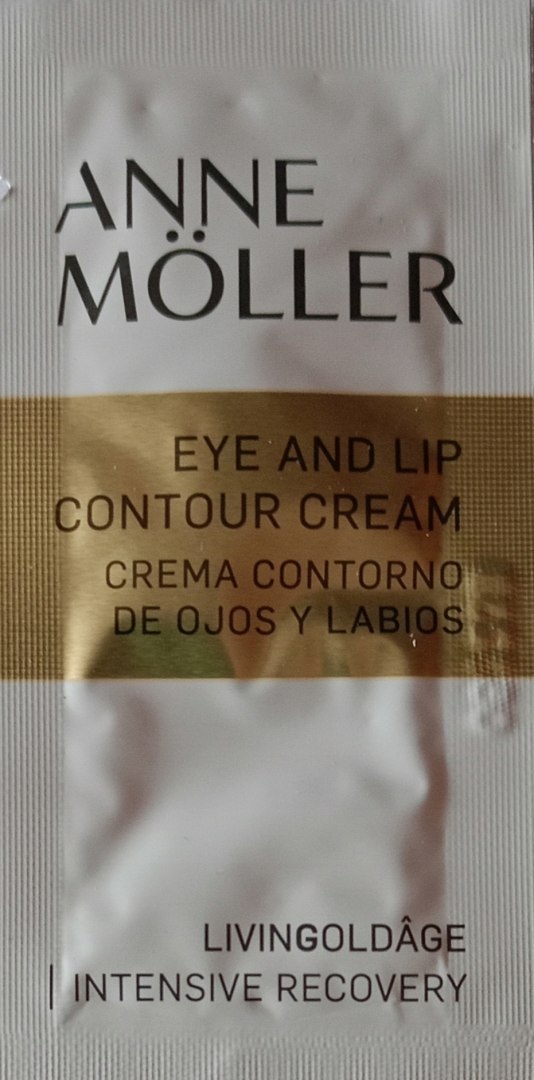 ANNE
MÖLLER
EYE AND LIP
CONTOUR CREAM
CREMA CONTORNO
DE OJOS Y LABIOS
LIVINGOLDÂGE
| INTENSIVE RECOVERY